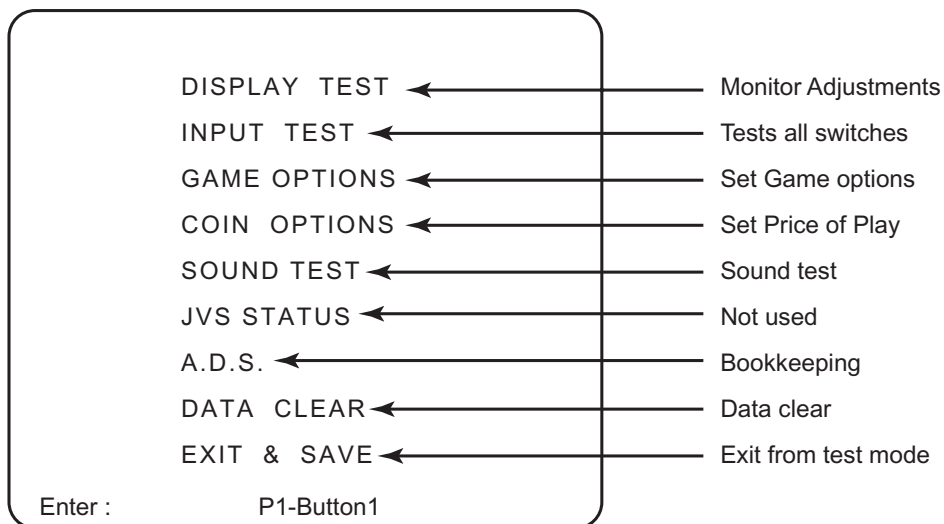 DISPLAY TEST Monitor Adjustments
INPUT TEST Tests all switches
GAME OPTIONS Set Game options
COIN OPTIONS Set Price of Play
SOUND TEST Sound test
JVS STATUS Not used
A.D.S. Bookkeeping
DATA CLEAR Data clear
EXIT & SAVE Exit from test mode
Enter : P1-Button1